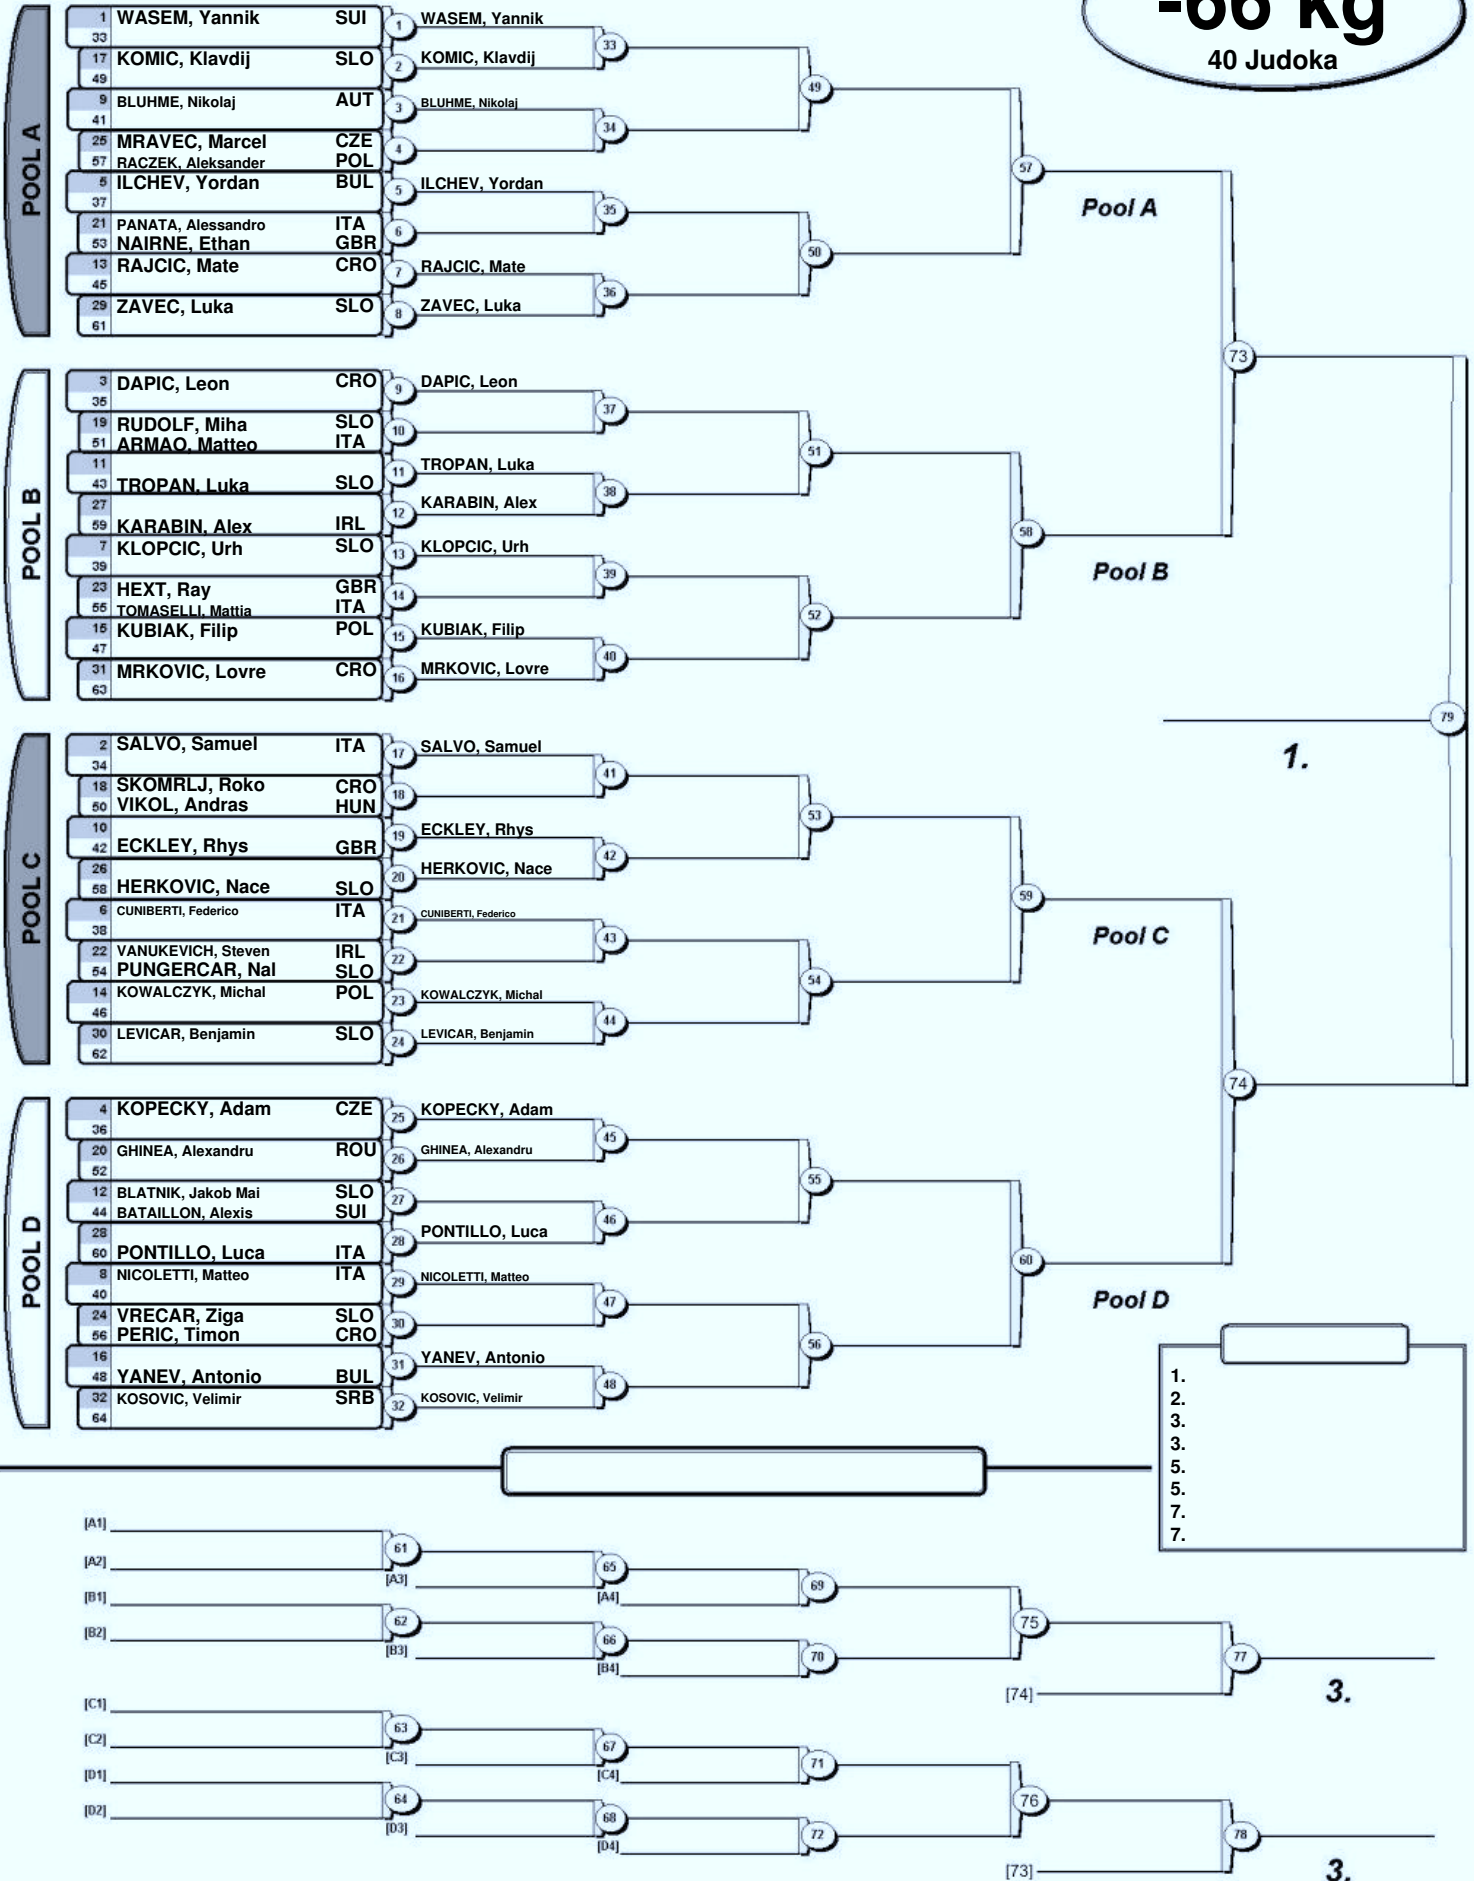 -66 kg
40 Judoka
POOL A
1 WASEM, Yannik SUI 1 WASEM, Yannik
33
33
17 KOMIC, Klavdij SLO 2 KOMIC, Klavdij
49
49
9 BLUHME, Nikolaj AUT 3 BLUHME, Nikolaj
41
34
25 MRAVEC, Marcel CZE 4
57 RACZEK, Aleksander POL
57
Pool A
5 ILCHEV, Yordan BUL 5 ILCHEV, Yordan
37
35
21 PANATA, Alessandro ITA 6
53 NAIRNE, Ethan GBR
50
13 RAJCIC, Mate CRO 7 RAJCIC, Mate
45
36
29 ZAVEC, Luka SLO 8 ZAVEC, Luka
61
73
POOL B
3 DAPIC, Leon CRO 9 DAPIC, Leon
35
37
19 RUDOLF, Miha SLO 10
51 ARMAO, Matteo ITA
51
11 11 TROPAN, Luka
43 TROPAN, Luka SLO
38
27 12 KARABIN, Alex
59 KARABIN, Alex IRL
58
Pool B
7 KLOPCIC, Urh SLO 13 KLOPCIC, Urh
39
39
23 HEXT, Ray GBR 14
55 TOMASELLI, Mattia ITA
52
15 KUBIAK, Filip POL 15 KUBIAK, Filip
47
40
31 MRKOVIC, Lovre CRO 16 MRKOVIC, Lovre
63
79
1.
POOL C
2 SALVO, Samuel ITA 17 SALVO, Samuel
34
41
18 SKOMRLJ, Roko CRO 18
50 VIKOL, Andras HUN
53
10 19 ECKLEY, Rhys
42 ECKLEY, Rhys GBR
42
26 20 HERKOVIC, Nace
58 HERKOVIC, Nace SLO
59
Pool C
6 CUNIBERTI, Federico ITA 21 CUNIBERTI, Federico
38
43
22 VANUKEVICH, Steven IRL 22
54 PUNGERCAR, Nal SLO
54
14 KOWALCZYK, Michal POL 23 KOWALCZYK, Michal
46
44
30 LEVICAR, Benjamin SLO 24 LEVICAR, Benjamin
62
74
POOL D
4 KOPECKY, Adam CZE 25 KOPECKY, Adam
36
45
20 GHINEA, Alexandru ROU 26 GHINEA, Alexandru
52
55
12 BLATNIK, Jakob Mai SLO 27
44 BATAILLON, Alexis SUI
46
28 28 PONTILLO, Luca
60 PONTILLO, Luca ITA
60
Pool D
8 NICOLETTI, Matteo ITA 29 NICOLETTI, Matteo
40
47
24 VRECAR, Ziga SLO 30
56 PERIC, Timon CRO
56
16 31 YANEV, Antonio
48 YANEV, Antonio BUL
48
32 KOSOVIC, Velimir SRB 32 KOSOVIC, Velimir
64
1.
2.
3.
3.
5.
5.
7.
7.
[A1]
61
[A2]
[A3]
65
[A4]
69
[B1]
62
[B2]
[B3]
66
[B4]
70
75
[74]
77
3.
[C1]
63
[C2]
[C3]
67
[C4]
71
[D1]
64
[D2]
[D3]
68
[D4]
72
76
[73]
78
3.